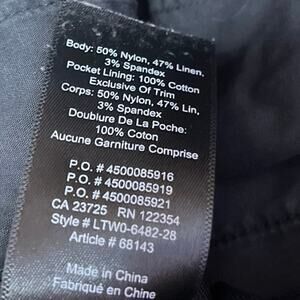 Body: 50% Nylon, 47% Linen,
3% Spandex
Pocket Lining: 100% Cotton
Exclusive Of Trim
Corps: 50% Nylon, 47% Lin,
3% Spandex
Doublure De La Poche:
100% Coton
Aucune Garniture Comprise
P.O. # 4500085916
P.O. # 4500085919
P.O. # 4500085921
CA 23725 RN 122354
Style # LTW0-6482-28
Article # 68143
Made in China
Fabriqué en Chine